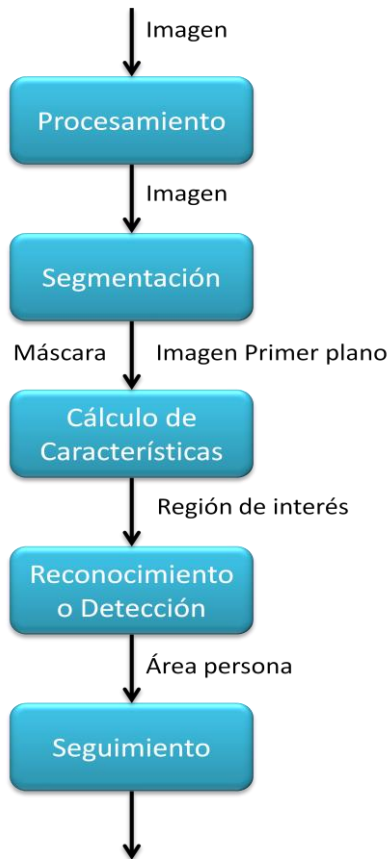 Imagen
Procesamiento
Imagen
Segmentación
Máscara Imagen Primer plano
Cálculo de
Características
Región de interés
Reconocimiento
o Detección
Área persona
Seguimiento